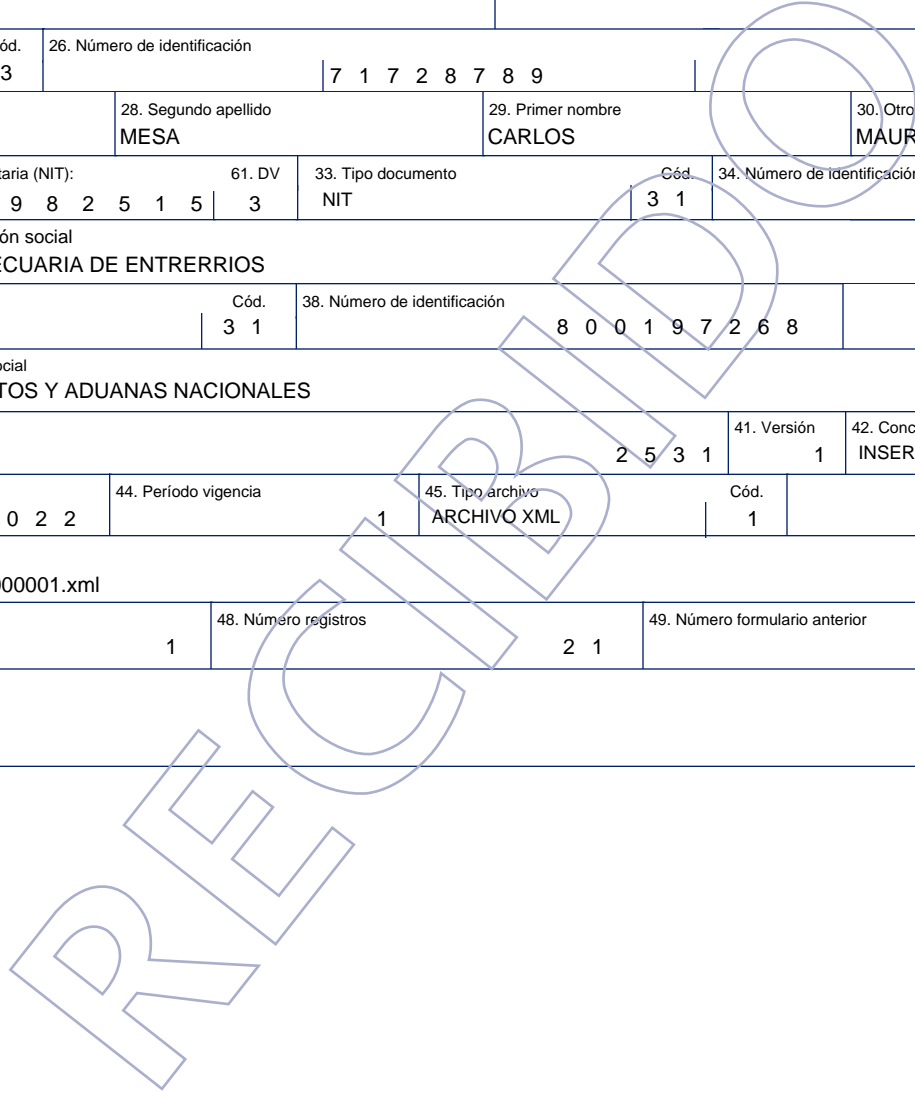 ód. 26. Número de identificación
3 7 1 7 2 8 7 8 9
28. Segundo apellido 29. Primer nombre 30. Otro
MESA CARLOS MAUR
taria (NIT): 61. DV 33. Tipo documento Cód. 34. Número de identificación
9 8 2 5 1 5 3 NIT 3 1
ón social
ECUARIA DE ENTRERRIOS
Cód. 38. Número de identificación
3 1 8 0 0 1 9 7 2 6 8
ocial
TOS Y ADUANAS NACIONALES
41. Versión 42. Conc
2 5 3 1 1 INSER
44. Período vigencia 45. Tipo archivo Cód.
0 2 2 1 ARCHIVO XML 1
000001.xml
48. Número registros 49. Número formulario anterior
1 2 1
RECIBIDO